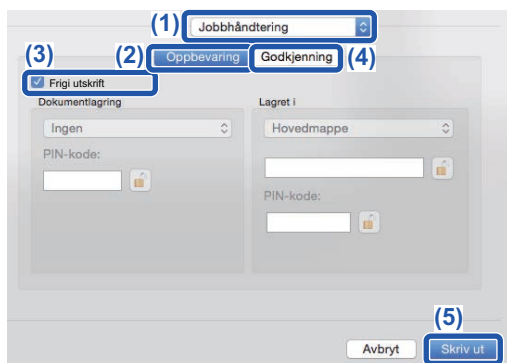 (1) Jobbhåndtering
(3) (2) Oppbevaring Godkjenning (4)
Frigi utskrift
Dokumentlagring Lagret i
Ingen Hovedmappe
PIN-kode:
PIN-kode:
(5)
Avbryt Skriv ut